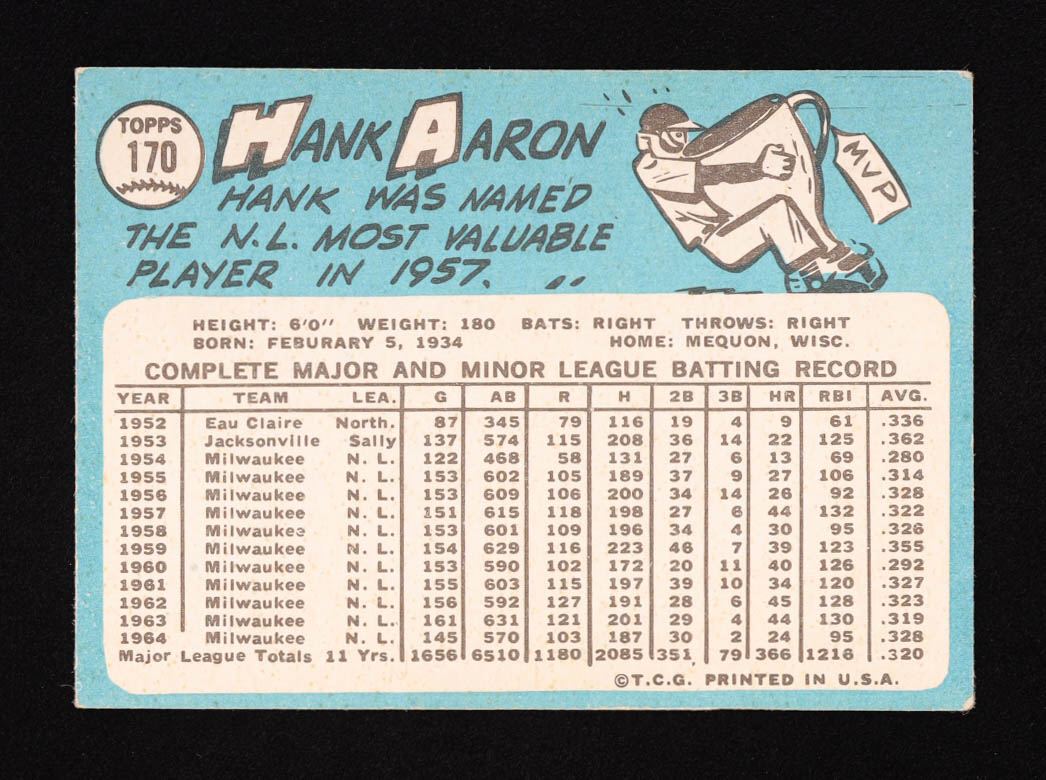 TOPPS
170
HANK AARON
HANK WAS NAMED
THE N.L. MOST VALUABLE
PLAYER IN 1957. ..
MVP
HEIGHT: 6'0" WEIGHT: 180 BATS: RIGHT THROWS: RIGHT
BORN: FEBURARY 5, 1934 HOME: MEQUON, WISC.
COMPLETE MAJOR AND MINOR LEAGUE BATTING RECORD
YEAR TEAM LEA. G AB R H 2B 3B HR RBI AVG.
1952 Eau Claire North. 87 345 79 116 19 4 9 61 .336
1953 Jacksonville Sally 137 574 115 208 36 14 22 125 .362
1954 Milwaukee N. L. 122 468 58 131 27 6 13 69 .280
1955 Milwaukee N. L. 153 602 105 189 37 9 27 106 .314
1956 Milwaukee N. L. 153 609 106 200 34 14 26 92 .328
1957 Milwaukee N. L. 151 615 118 198 27 6 44 132 .322
1958 Milwaukee N. L. 153 601 109 196 34 4 30 95 .326
1959 Milwaukee N. L. 154 629 116 223 46 7 39 123 .355
1960 Milwaukee N. L. 153 590 102 172 20 11 40 126 .292
1961 Milwaukee N. L. 155 603 115 197 39 10 34 120 .327
1962 Milwaukee N. L. 156 592 127 191 28 6 45 128 .323
1963 Milwaukee N. L. 161 631 121 201 29 4 44 130 .319
1964 Milwaukee N. L. 145 570 103 187 30 2 24 95 .328
Major League Totals 11 Yrs. 1656 6510 1180 2085 351 79 366 1216 .320
©T.C.G. PRINTED IN U.S.A.